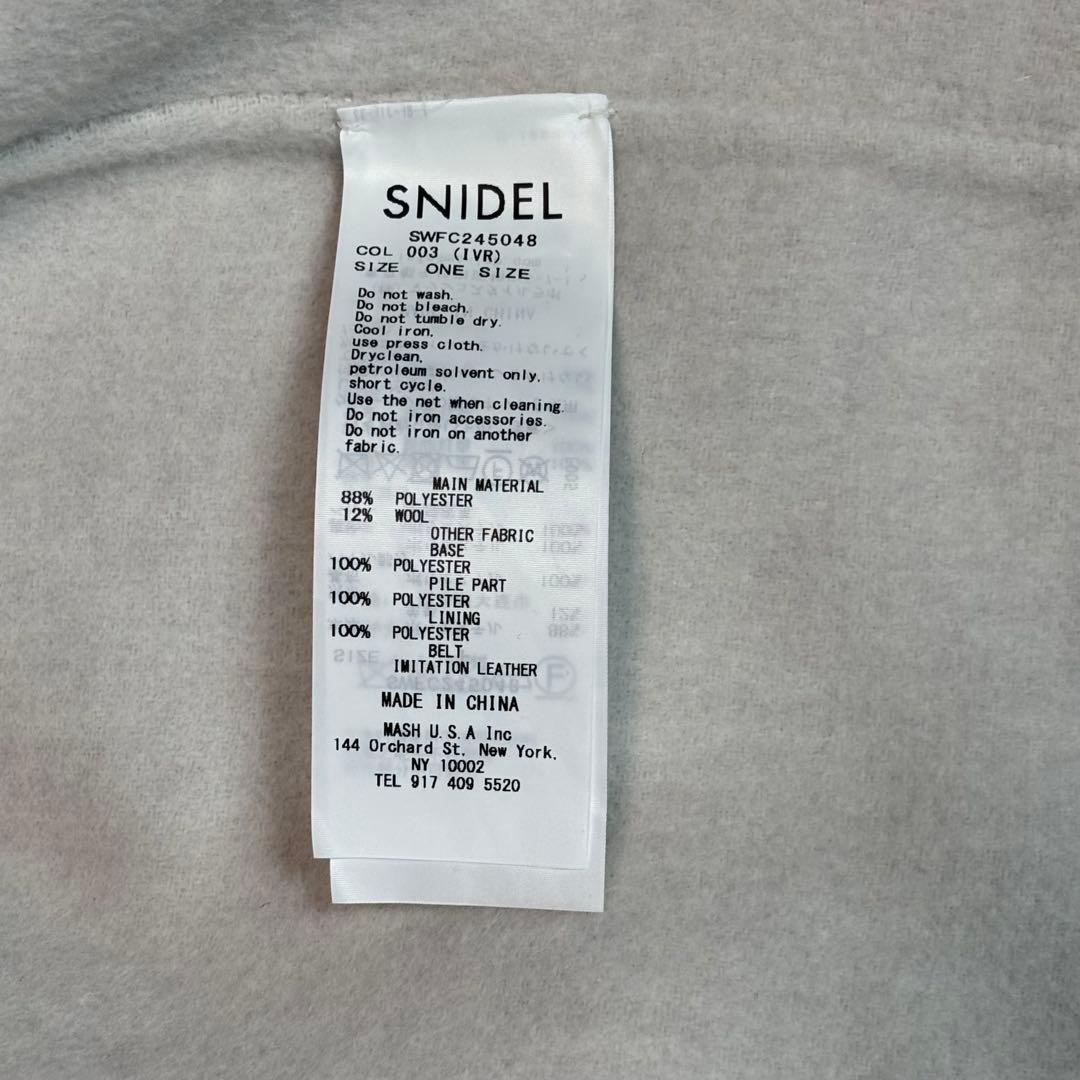 SNIDEL
SWFC245048
COL 003 (IVR)
SIZE ONE SIZE
Do not wash.
Do not bleach.
Do not tumble dry.
Cool iron.
use press cloth.
Dryclean,
petroleum solvent only,
short cycle.
Use the net when cleaning.
Do not iron accessories.
Do not iron on another
fabric.
MAIN MATERIAL
88% POLYESTER
12% WOOL
OTHER FABRIC
BASE
100% POLYESTER
PILE PART
100% POLYESTER
LINING
100% POLYESTER
BELT
IMITATION LEATHER
MADE IN CHINA
MASH U.S.A Inc
144 Orchard St, New York,
NY 10002
TEL 917 409 5520